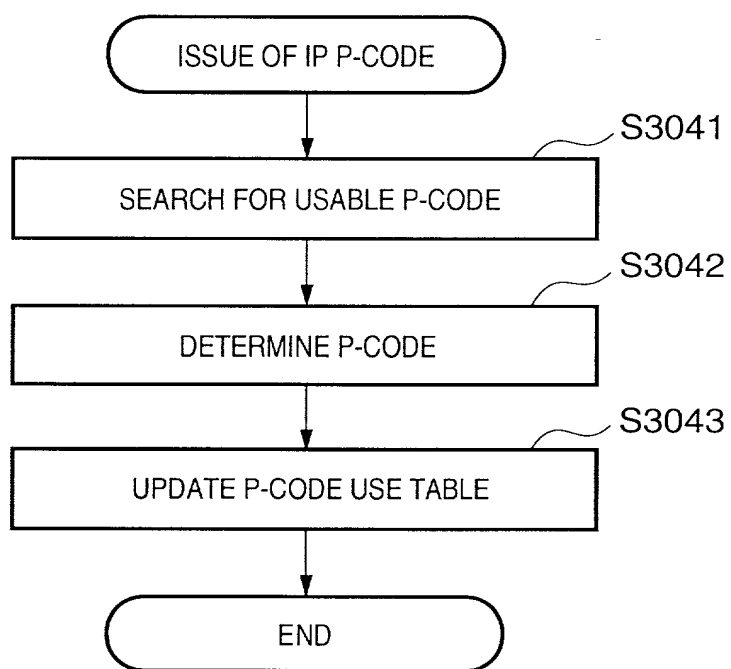 ISSUE OF IP P-CODE
S3041
SEARCH FOR USABLE P-CODE
S3042
DETERMINE P-CODE
S3043
UPDATE P-CODE USE TABLE
END